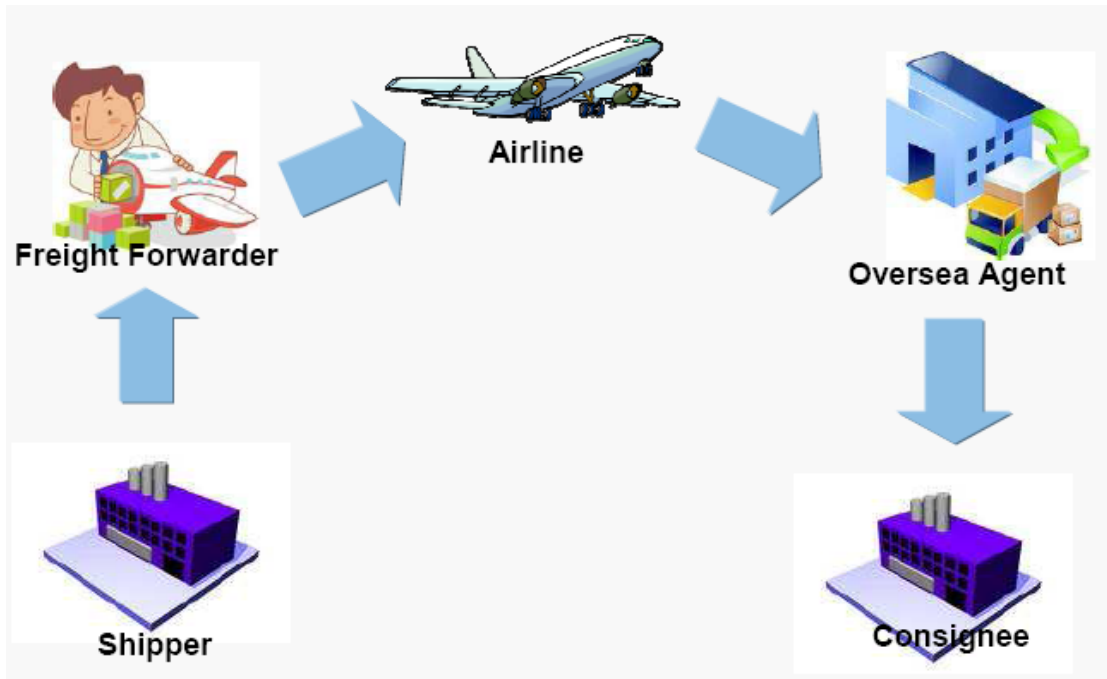 Airline
Freight Forwarder
Oversea Agent
Shipper
Consignee